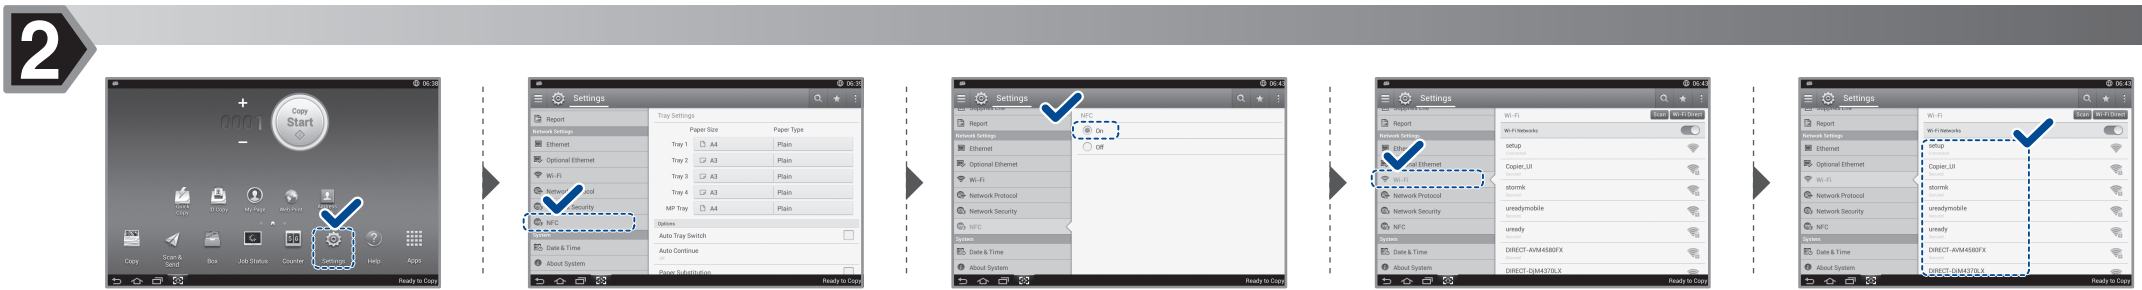 2
06:38
Copy
Start
0001
Quick
Copy
ID Copy
My Page
Web Print
Copy
Scan &
Send
Box
Job Status
Counter
Settings
Help
Apps
Ready to Copy
06:39
Settings
Report
Network Settings
Ethernet
Optional Ethernet
Wi-Fi
NFC
System
Date & Time
About System
Tray Settings
Paper Size Paper Type
Tray 1 A4 Plain
Tray 2 A3 Plain
Tray 3 A3 Plain
Tray 4 A3 Plain
MP Tray A4 Plain
Options
Auto Tray Switch
Auto Continue
Off
Paper Substitution
Ready to Copy
06:43
Settings
Report
Network Settings
Ethernet
Optional Ethernet
Wi-Fi
Network Protocol
Network Security
NFC
System
Date & Time
About System
NFC
On
Off
Ready to Copy
06:43
Settings
Report
Network Settings
Wi-Fi
Network Protocol
Network Security
NFC
System
Date & Time
About System
Wi-Fi
Scan Wi-Fi Direct
Wi-Fi Networks
setup
Copier_UI
stormk
ureadymobile
uready
DIRECT-AVM4580FX
DIRECT-DjM4370LX
Ready to Copy
06:43
Settings
Report
Network Settings
Ethernet
Optional Ethernet
Wi-Fi
Network Protocol
Network Security
NFC
System
Date & Time
About System
Wi-Fi
Scan Wi-Fi Direct
Wi-Fi Networks
setup
Copier_UI
stormk
ureadymobile
uready
DIRECT-AVM4580FX
DIRECT-DjM4370LX
Ready to Copy